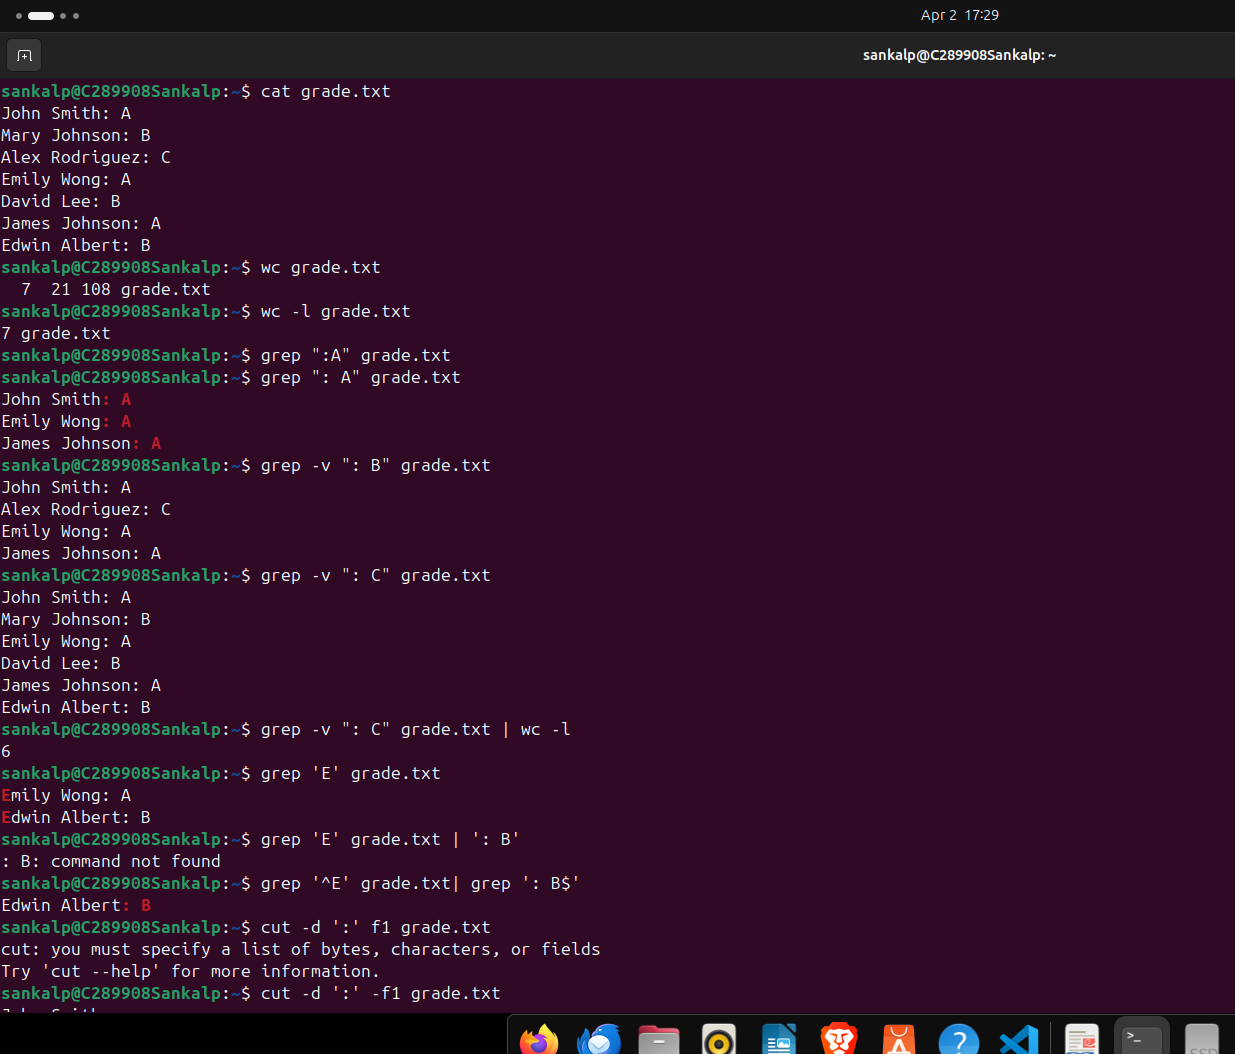 Apr 2 17:29
sankalp@C289908Sankalp: ~
sankalp@C289908Sankalp:~$ cat grade.txt
John Smith: A
Mary Johnson: B
Alex Rodriguez: C
Emily Wong: A
David Lee: B
James Johnson: A
Edwin Albert: B
sankalp@C289908Sankalp:~$ wc grade.txt
  7  21 108 grade.txt
sankalp@C289908Sankalp:~$ wc -l grade.txt
7 grade.txt
sankalp@C289908Sankalp:~$ grep ":A" grade.txt
sankalp@C289908Sankalp:~$ grep ": A" grade.txt
John Smith: A
Emily Wong: A
James Johnson: A
sankalp@C289908Sankalp:~$ grep -v ": B" grade.txt
John Smith: A
Alex Rodriguez: C
Emily Wong: A
James Johnson: A
sankalp@C289908Sankalp:~$ grep -v ": C" grade.txt
John Smith: A
Mary Johnson: B
Emily Wong: A
David Lee: B
James Johnson: A
Edwin Albert: B
sankalp@C289908Sankalp:~$ grep -v ": C" grade.txt | wc -l
6
sankalp@C289908Sankalp:~$ grep 'E' grade.txt
Emily Wong: A
Edwin Albert: B
sankalp@C289908Sankalp:~$ grep 'E' grade.txt | ': B'
: B: command not found
sankalp@C289908Sankalp:~$ grep '^E' grade.txt| grep ': B$'
Edwin Albert: B
sankalp@C289908Sankalp:~$ cut -d ':' f1 grade.txt
cut: you must specify a list of bytes, characters, or fields
Try 'cut --help' for more information.
sankalp@C289908Sankalp:~$ cut -d ':' -f1 grade.txt